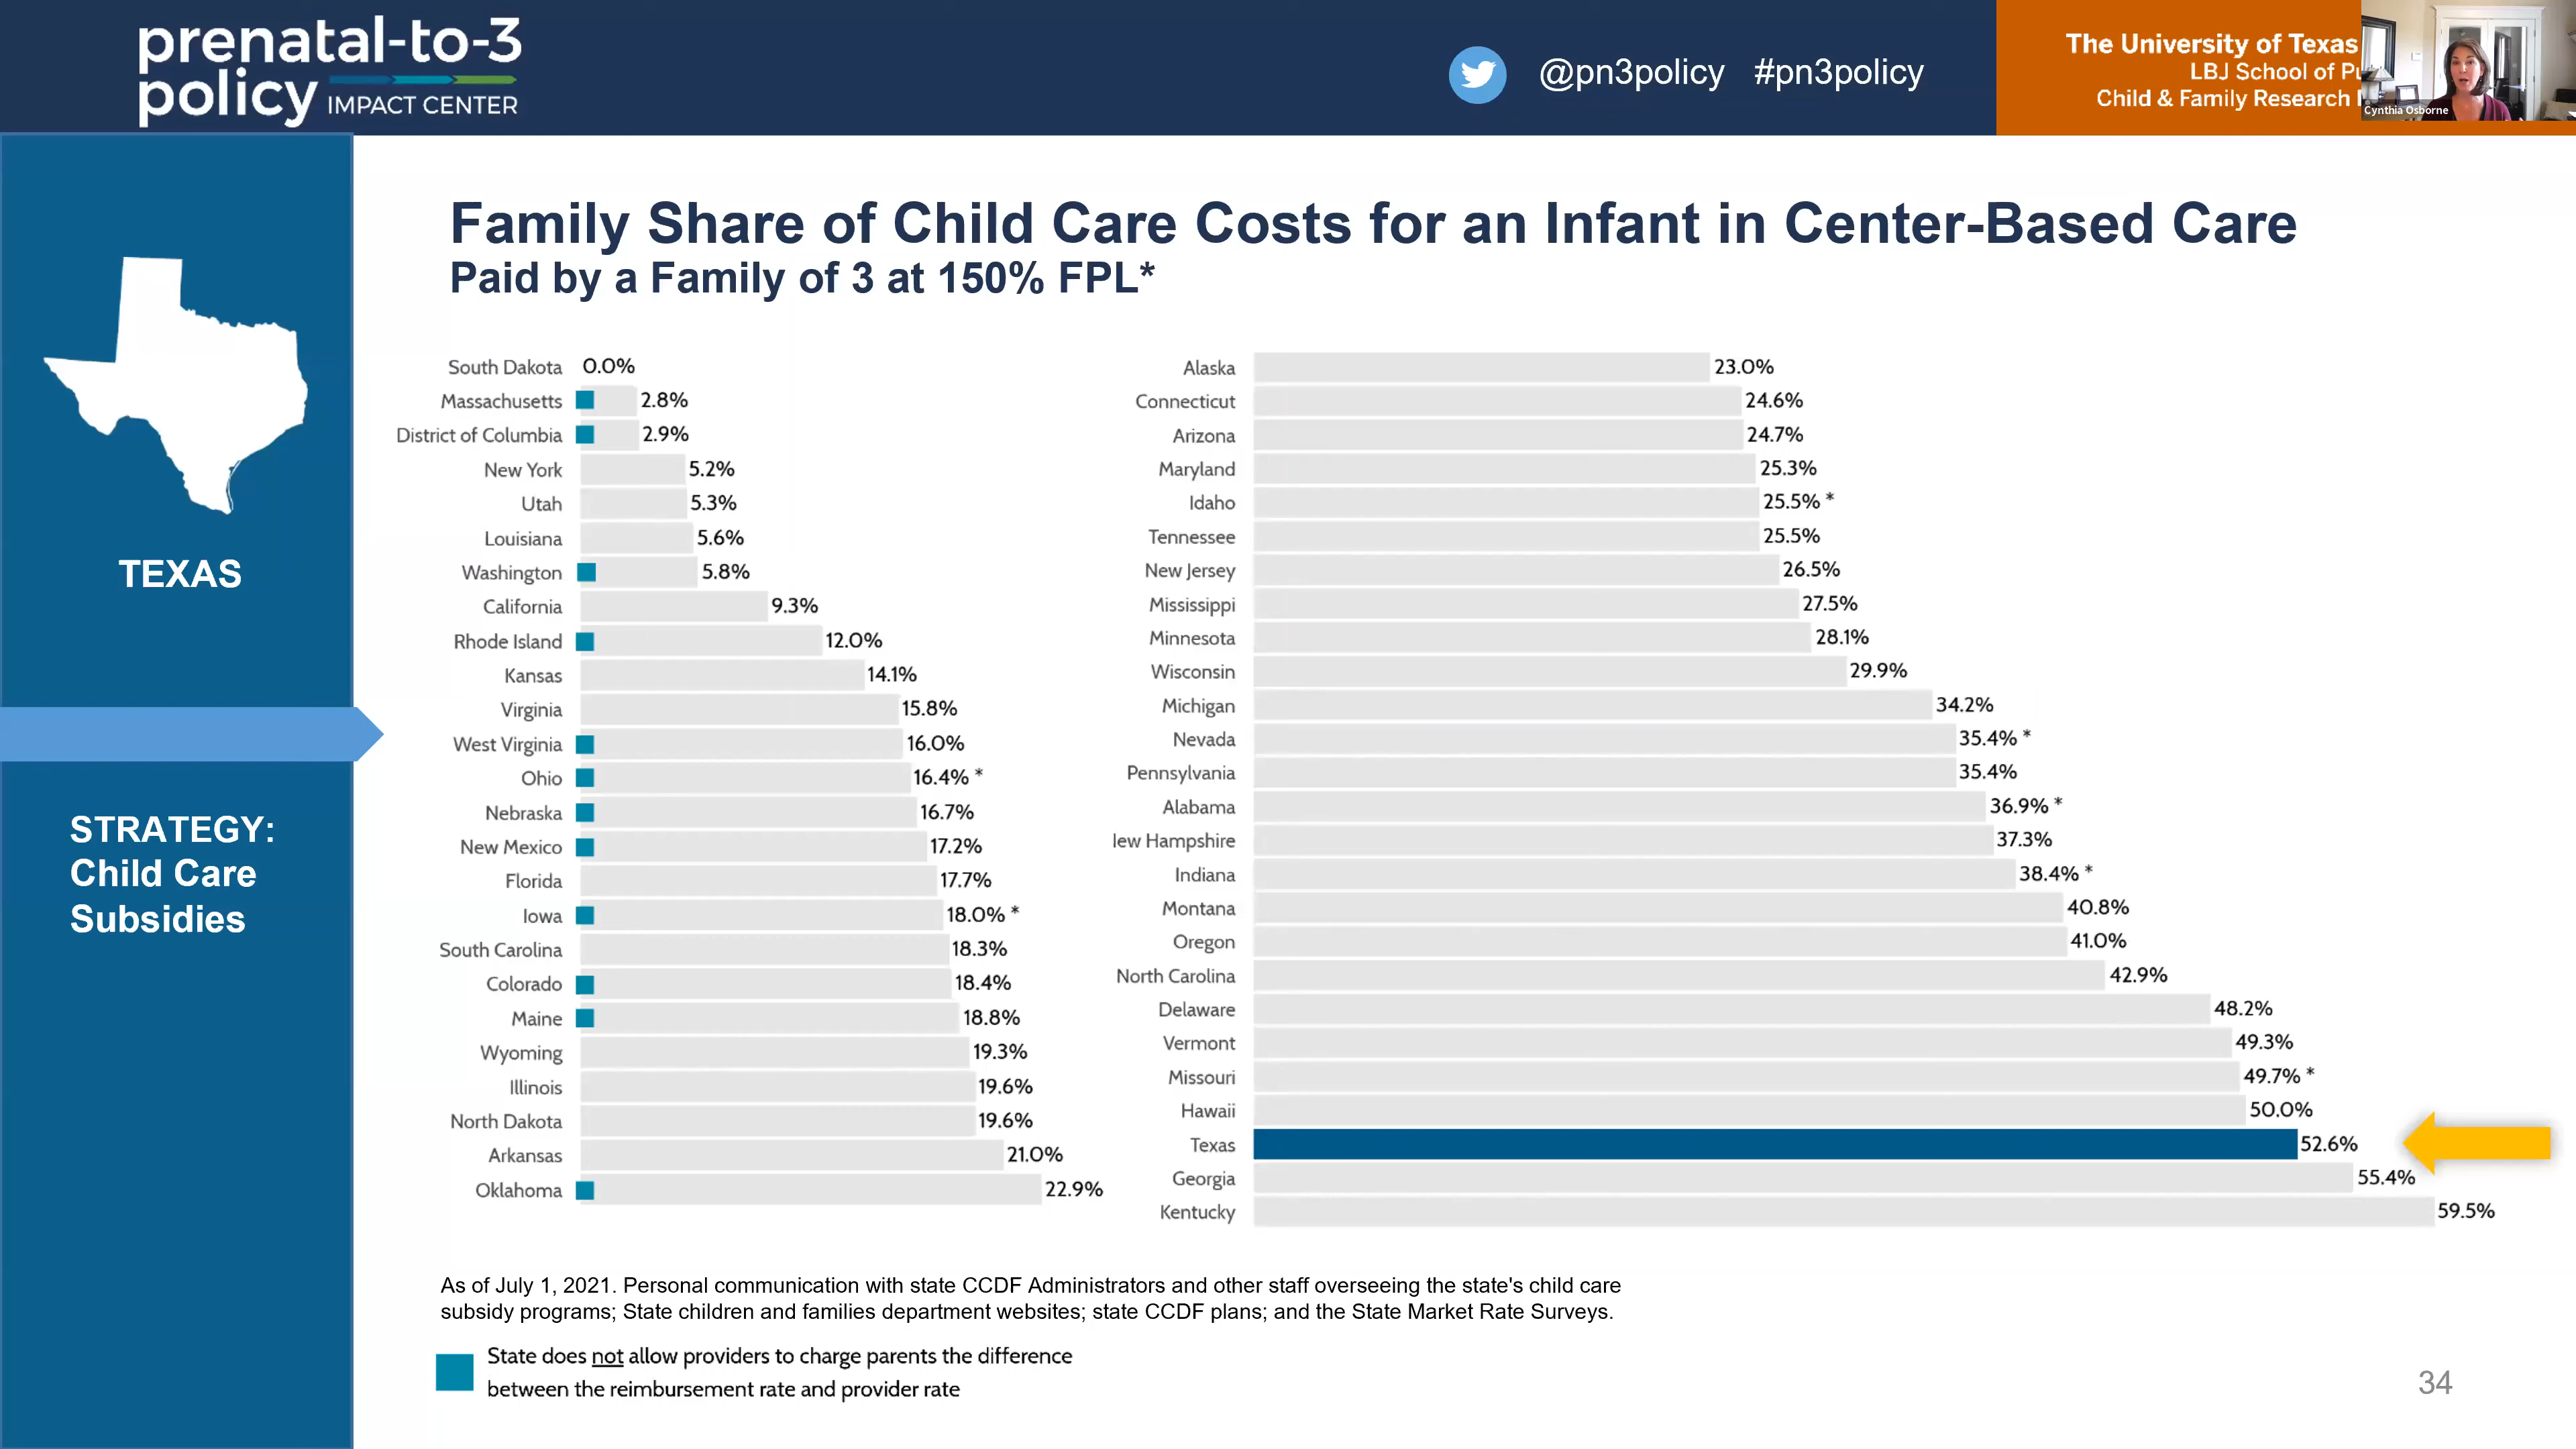 prenatal-to-3
policy IMPACT CENTER
@pn3policy #pn3policy
The University of Texas
LBJ School of
Child & Family Research
Cynthia Osborne
TEXAS
STRATEGY:
Child Care
Subsidies
Family Share of Child Care Costs for an Infant in Center-Based Care
Paid by a Family of 3 at 150% FPL*
South Dakota 0.0%
Massachusetts 2.8%
District of Columbia 2.9%
New York 5.2%
Utah 5.3%
Louisiana 5.6%
Washington 5.8%
California 9.3%
Rhode Island 12.0%
Kansas 14.1%
Virginia 15.8%
West Virginia 16.0%
Ohio 16.4% *
Nebraska 16.7%
New Mexico 17.2%
Florida 17.7%
Iowa 18.0% *
South Carolina 18.3%
Colorado 18.4%
Maine 18.8%
Wyoming 19.3%
Illinois 19.6%
North Dakota 19.6%
Arkansas 21.0%
Oklahoma 22.9%
Alaska 23.0%
Connecticut 24.6%
Arizona 24.7%
Maryland 25.3%
Idaho 25.5% *
Tennessee 25.5%
New Jersey 26.5%
Mississippi 27.5%
Minnesota 28.1%
Wisconsin 29.9%
Michigan 34.2%
Nevada 35.4% *
Pennsylvania 35.4%
Alabama 36.9% *
Hampshire 37.3%
Indiana 38.4% *
Montana 40.8%
Oregon 41.0%
North Carolina 42.9%
Delaware 48.2%
Vermont 49.3%
Missouri 49.7% *
Hawaii 50.0%
Texas 52.6%
Georgia 55.4%
Kentucky 59.5%
As of July 1, 2021. Personal communication with state CCDF Administrators and other staff overseeing the state's child care
subsidy programs; State children and families department websites; state CCDF plans; and the State Market Rate Surveys.
State does not allow providers to charge parents the difference
between the reimbursement rate and provider rate
34